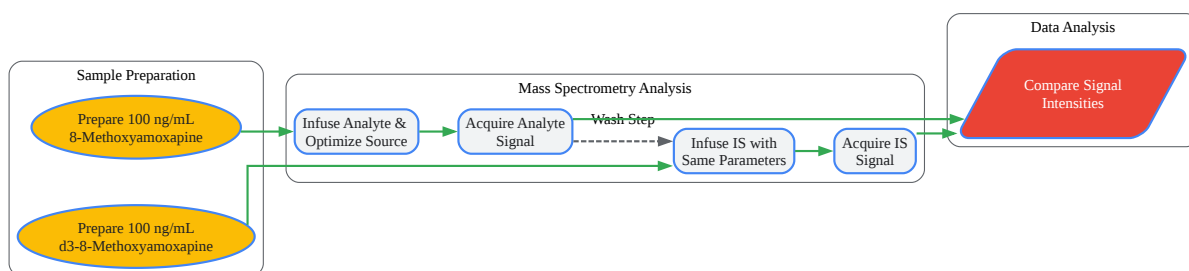 Sample Preparation
Prepare 100 ng/mL
8-Methoxyamoxapine
Prepare 100 ng/mL
d3-8-Methoxyamoxapine
Mass Spectrometry Analysis
Infuse Analyte &
Optimize Source
Acquire Analyte
Signal
Wash Step
Infuse IS with
Same Parameters
Acquire IS
Signal
Data Analysis
Compare Signal
Intensities